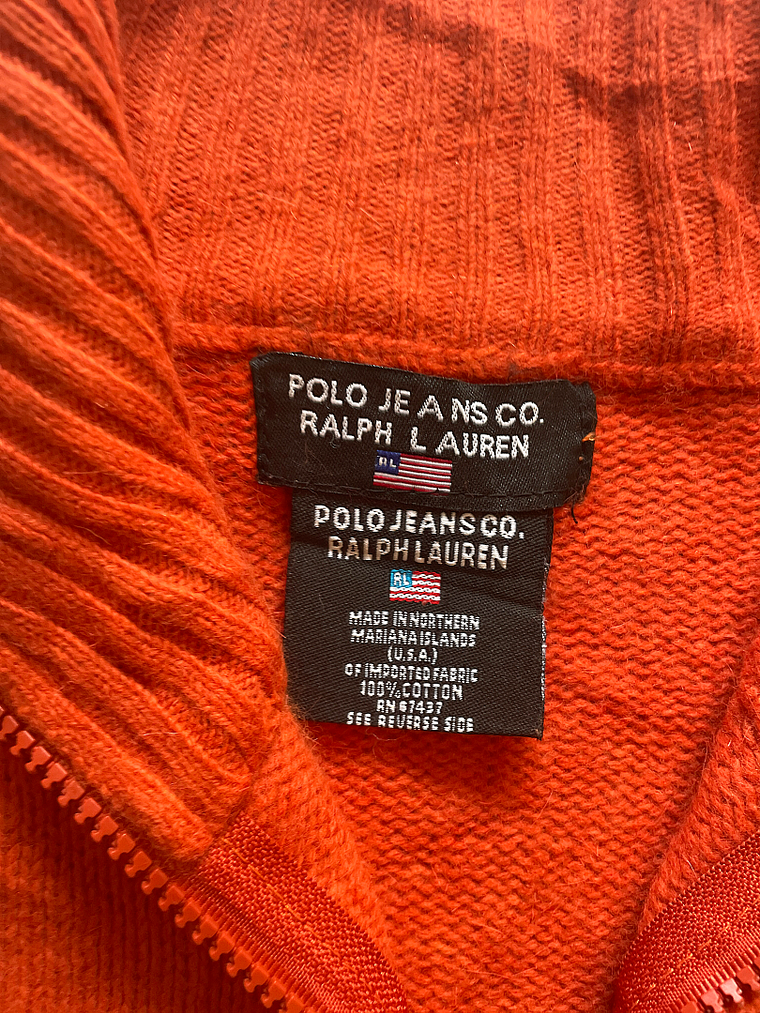 POLO JEANS CO.
RALPH LAUREN
RL
POLO JEANS CO.
RALPH LAUREN
RL
MADE IN NORTHERN
MARIANA ISLANDS
(U.S.A.)
OF IMPORTED FABRIC
100% COTTON
RN 67437
SEE REVERSE SIDE